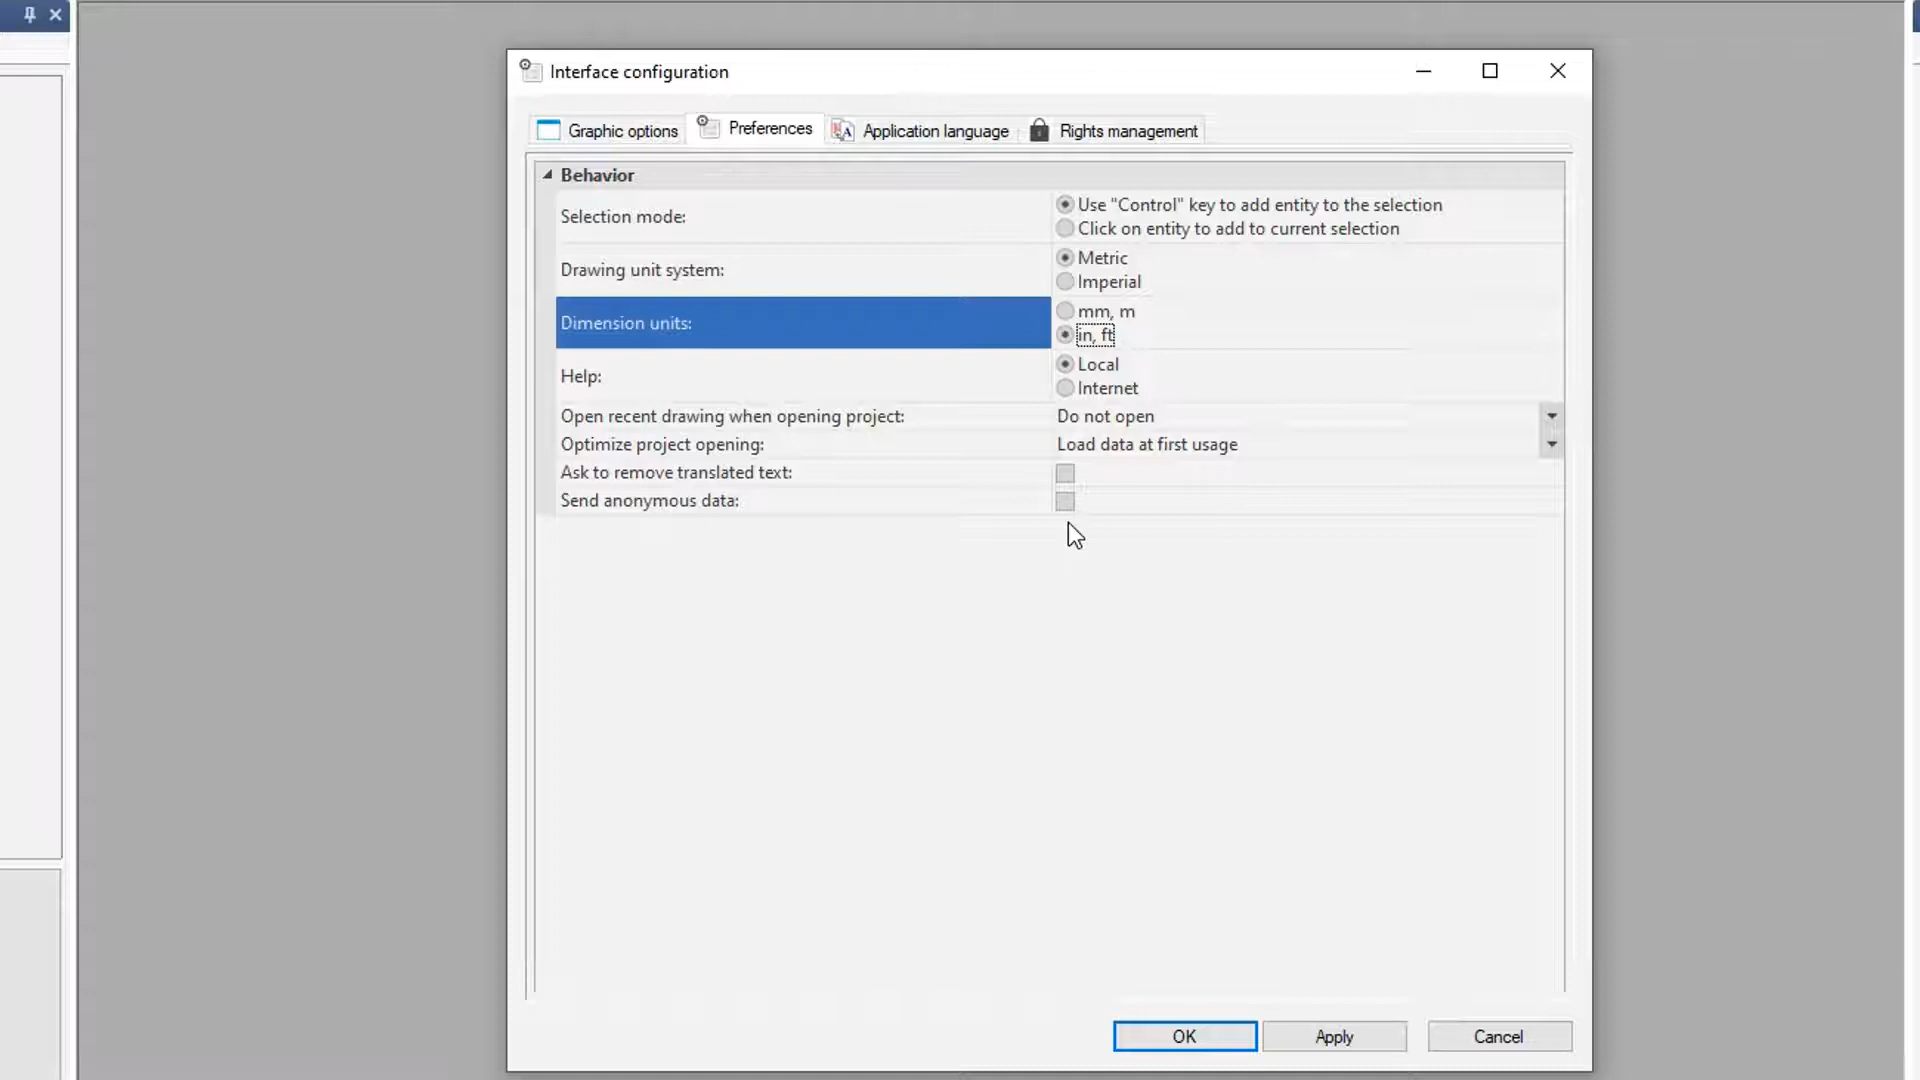 Interface configuration
Graphic options
Preferences
Application language
Rights management
Behavior
Selection mode:
Use "Control" key to add entity to the selection
Click on entity to add to current selection
Drawing unit system:
Metric
Imperial
Dimension units:
mm, m
in, ft
Help:
Local
Internet
Open recent drawing when opening project:
Do not open
Optimize project opening:
Load data at first usage
Ask to remove translated text:
Send anonymous data:
OK
Apply
Cancel